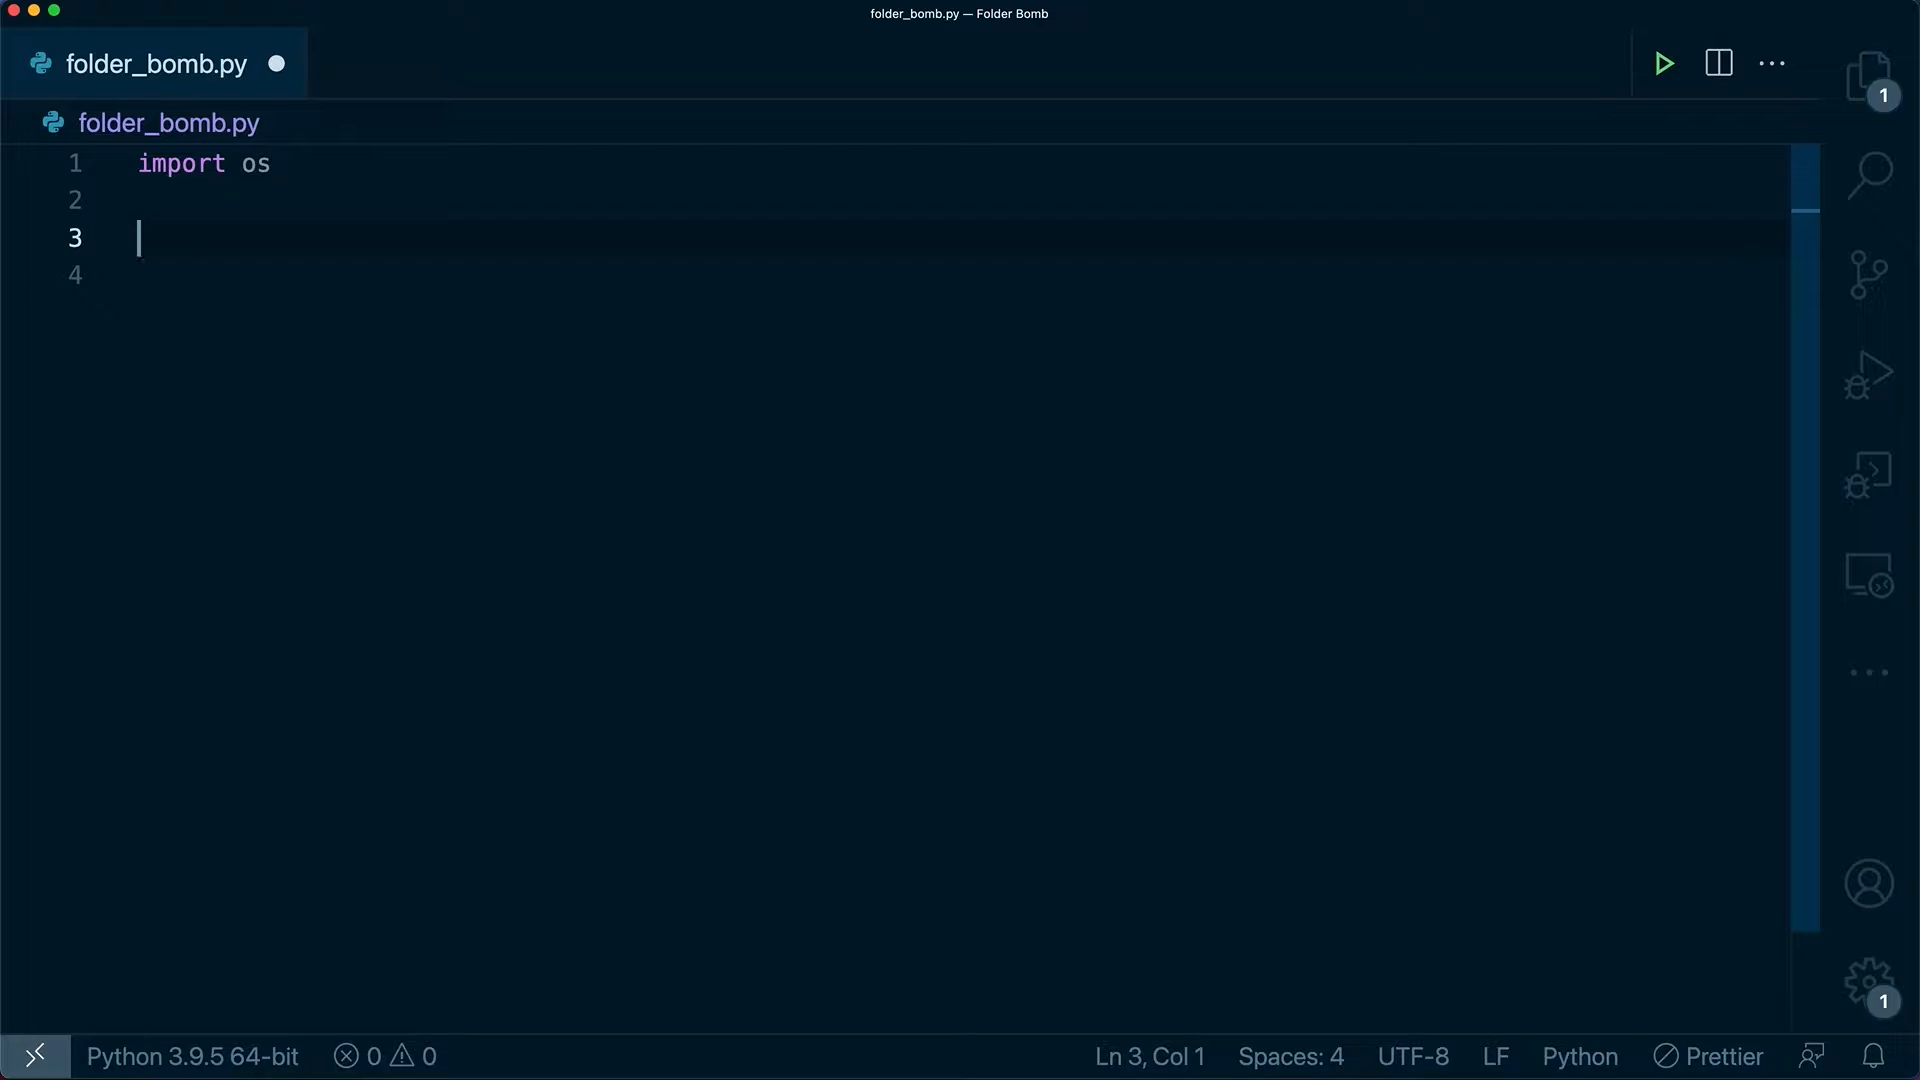 folder_bomb.py — Folder Bomb
folder_bomb.py
1
folder_bomb.py
1 import os
2
3
4
Python 3.9.5 64-bit 0 0 Ln 3, Col 1 Spaces: 4 UTF-8 LF Python Prettier
1